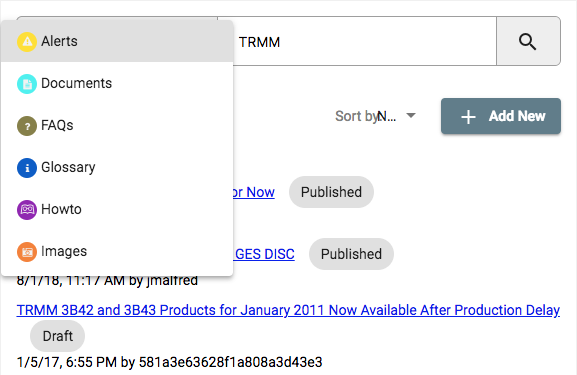 Alerts
TRMM
Documents
Sort by N...
Add New
FAQs
Glossary
or Now Published
Howto
Images
GES DISC Published
8/1/18, 11:17 AM by jmalfred
TRMM 3B42 and 3B43 Products for January 2011 Now Available After Production Delay
Draft
1/5/17, 6:55 PM by 581a3e63628f1a808a3d43e3